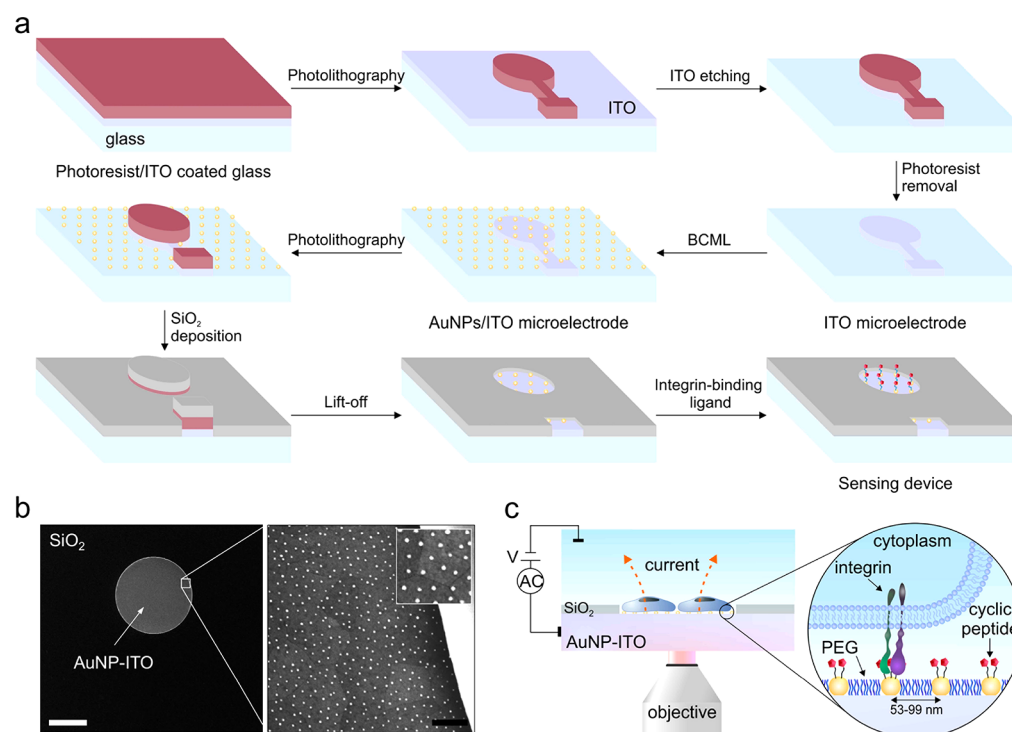 a
Photolithography
ITO etching
ITO
glass
Photoresist/ITO coated glass
Photoresist
removal
Photolithography
BCML
AuNPs/ITO microelectrode
ITO microelectrode
SiO₂
deposition
Lift-off
Integrin-binding
ligand
Sensing device
b
SiO₂
AuNP-ITO
c
V
AC
current
SiO₂
AuNP-ITO
objective
cytoplasm
integrin
cyclic
peptide
PEG
53-99 nm